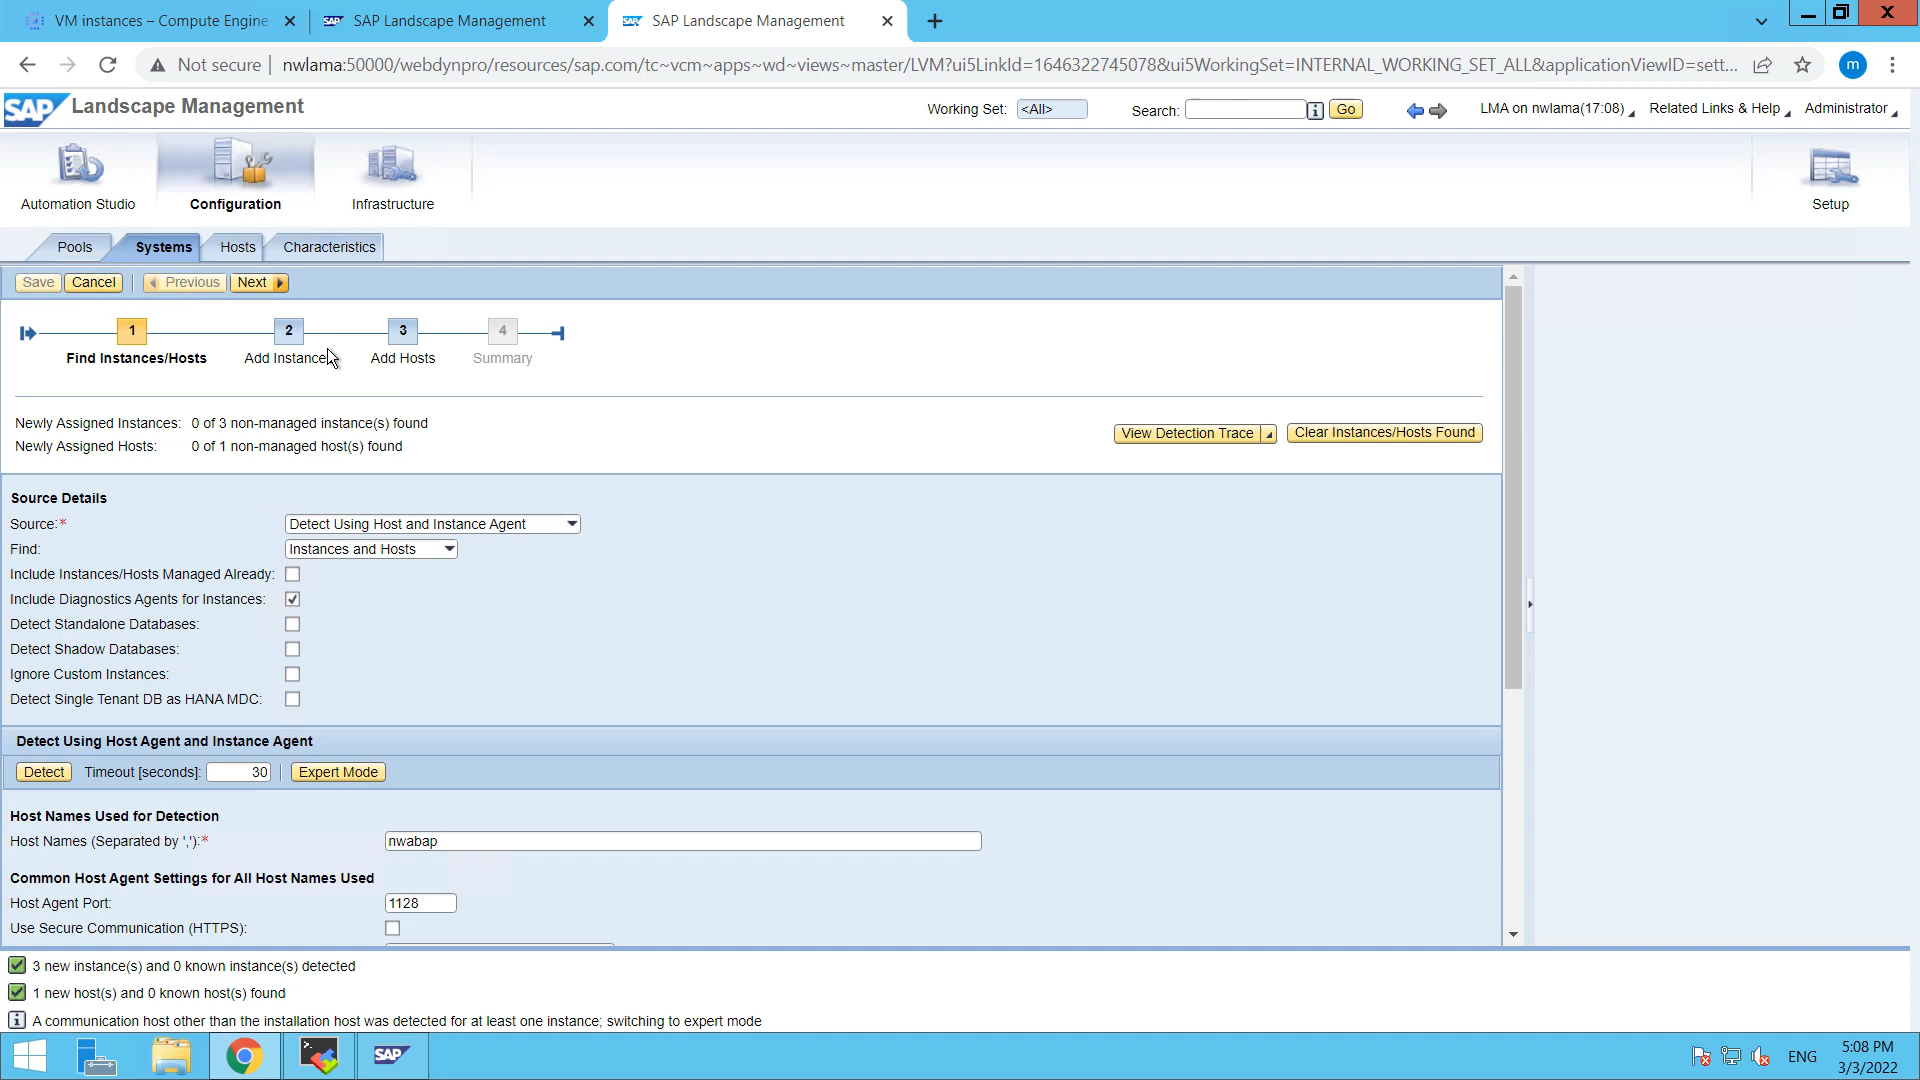 VM instances – Compute Engine
SAP Landscape Management
SAP Landscape Management
Not secure
nwlama:50000/webdynpro/resources/sap.com/tc~vcm~apps~wd~views~master/LVM?ui5LinkId=1646322745078&ui5WorkingSet=INTERNAL_WORKING_SET_ALL&applicationViewID=sett...
m
SAP Landscape Management
Working Set: <All>
Search:
Go
LMA on nwlama(17:08)
Related Links & Help
Administrator
Automation Studio
Configuration
Infrastructure
Setup
Pools
Systems
Hosts
Characteristics
Save
Cancel
Previous
Next
1
2
3
4
Find Instances/Hosts
Add Instances
Add Hosts
Summary
Newly Assigned Instances: 0 of 3 non-managed instance(s) found
Newly Assigned Hosts: 0 of 1 non-managed host(s) found
View Detection Trace
Clear Instances/Hosts Found
Source Details
Source:* Detect Using Host and Instance Agent
Find: Instances and Hosts
Include Instances/Hosts Managed Already:
Include Diagnostics Agents for Instances:
Detect Standalone Databases:
Detect Shadow Databases:
Ignore Custom Instances:
Detect Single Tenant DB as HANA MDC:
Detect Using Host Agent and Instance Agent
Detect
Timeout [seconds]: 30
Expert Mode
Host Names Used for Detection
Host Names (Separated by ','):* nwabap
Common Host Agent Settings for All Host Names Used
Host Agent Port: 1128
Use Secure Communication (HTTPS):
3 new instance(s) and 0 known instance(s) detected
1 new host(s) and 0 known host(s) found
A communication host other than the installation host was detected for at least one instance; switching to expert mode
SAP
ENG
5:08 PM
3/3/2022